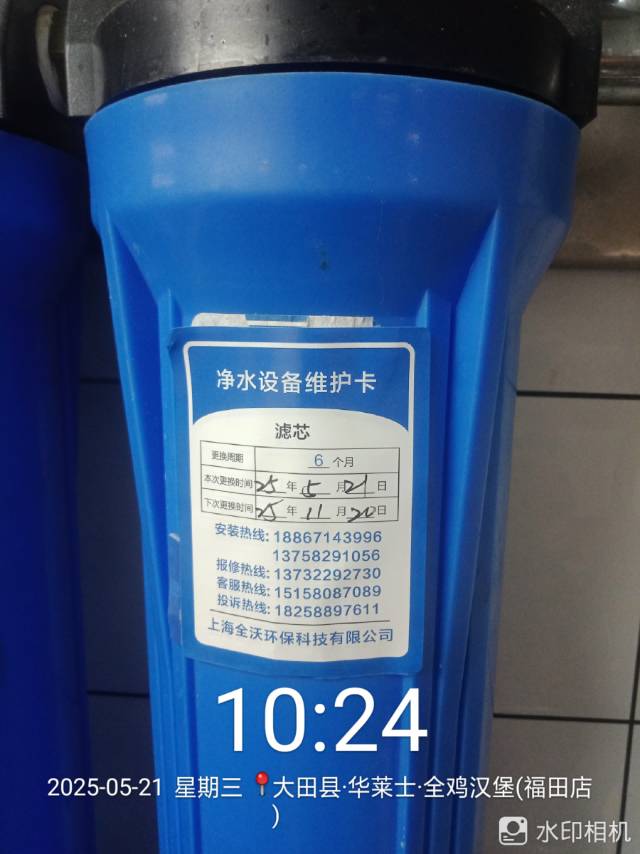 净水设备维护卡
滤芯
更换周期 6 个月
本次更换时间 25 年 5 月 21 日
下次更换时间 25 年 11 月 20 日
安装热线: 18867143996
13758291056
报修热线: 13732292730
客服热线: 15158087089
投诉热线: 18258897611
上海全沃环保科技有限公司
10:24
2025-05-21 星期三 📍大田县·华莱士·全鸡汉堡(福田店
)
水印相机